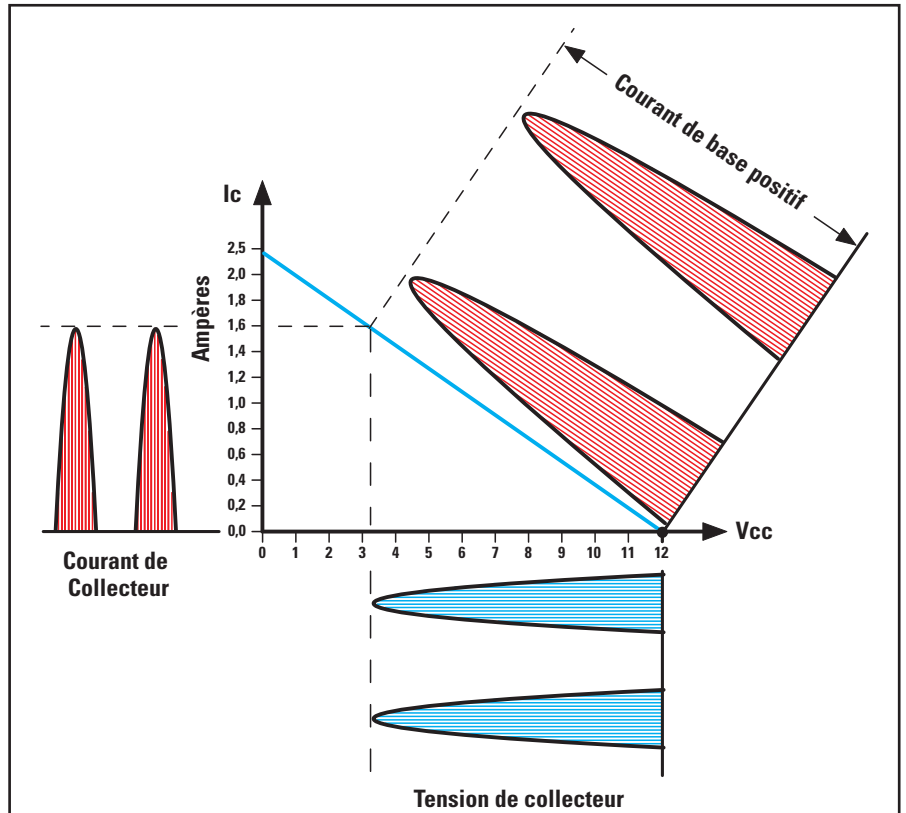 Courant de base positif
Ic
Ampères
2,5
2,0
1,8
1,6
1,4
1,2
1,0
0,8
0,6
0,4
0,2
0,0
0 1 2 3 4 5 6 7 8 9 10 11 12
Vcc
Courant de
Collecteur
Tension de collecteur